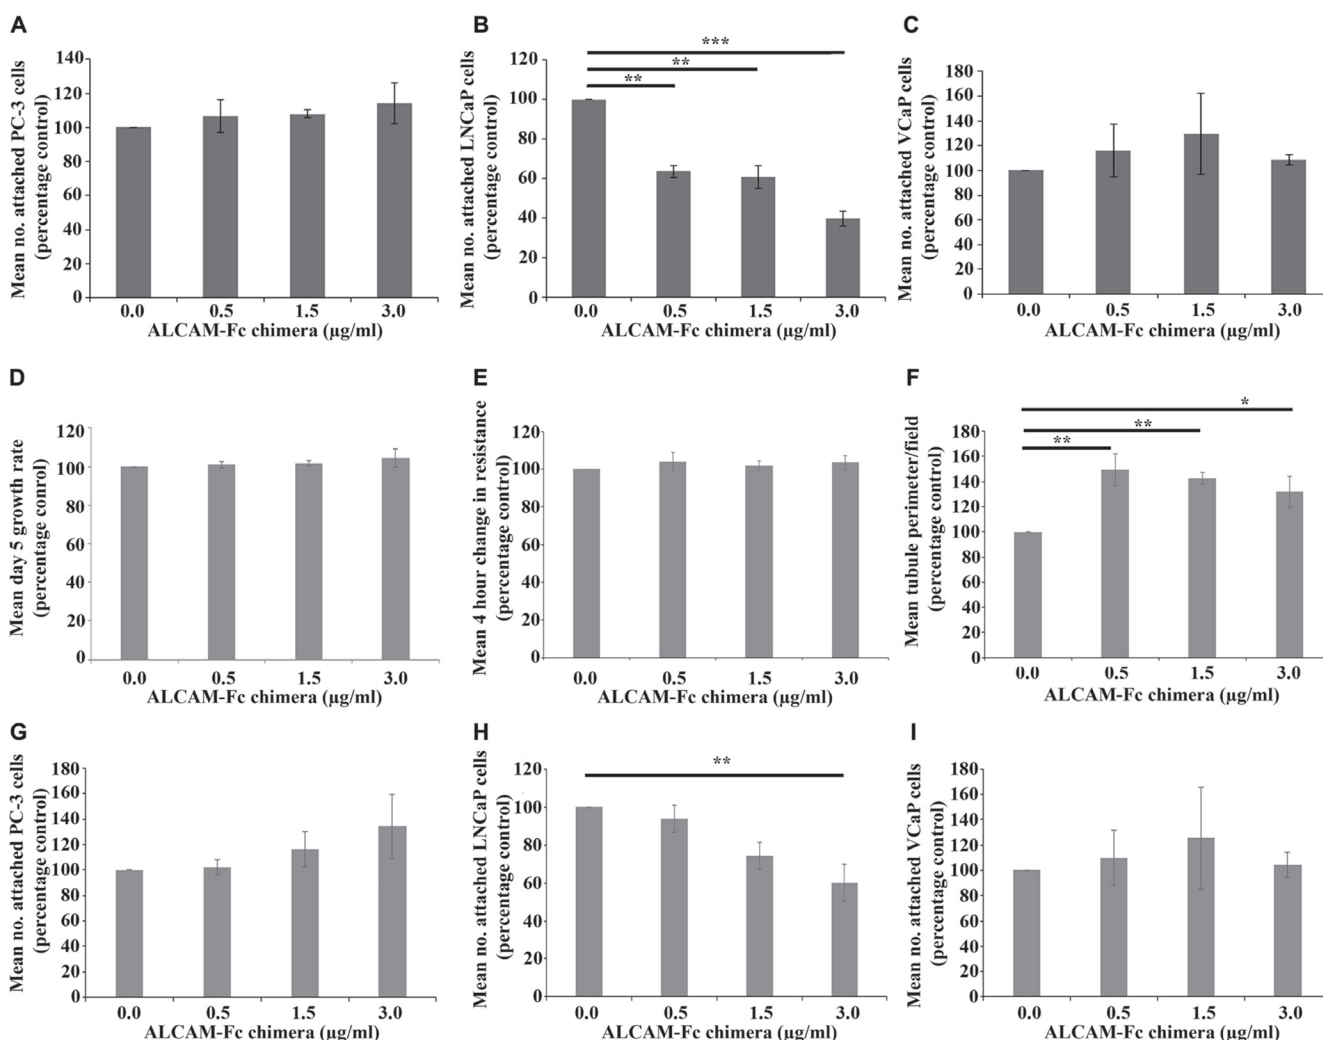 A
Mean no. attached PC-3 cells
(percentage control)
140
120
100
80
60
40
20
0
0.0 0.5 1.5 3.0
ALCAM-Fc chimera (µg/ml)
B
Mean no. attached LNCaP cells
(percentage control)
***
**
**
120
100
80
60
40
20
0
0.0 0.5 1.5 3.0
ALCAM-Fc chimera (µg/ml)
C
Mean no. attached VCaP cells
(percentage control)
180
160
140
120
100
80
60
40
20
0
0.0 0.5 1.5 3.0
ALCAM-Fc chimera (µg/ml)
D
Mean day 5 growth rate
(percentage conrol)
120
100
80
60
40
20
0
0.0 0.5 1.5 3.0
ALCAM-Fc chimera (µg/ml)
E
Mean 4 hour change in resistance
(percentage control)
120
100
80
60
40
20
0
0.0 0.5 1.5 3.0
ALCAM-Fc chimera (µg/ml)
F
Mean tubule perimeter/field
(percentage control)
*
**
**
180
160
140
120
100
80
60
40
20
0
0.0 0.5 1.5 3.0
ALCAM-Fc chimera (µg/ml)
G
Mean no. attached PC-3 cells
(percentage control)
180
160
140
120
100
80
60
40
20
0
0.0 0.5 1.5 3.0
ALCAM-Fc chimera (µg/ml)
H
Mean no. attached LNCaP cells
(percentage control)
**
120
100
80
60
40
20
0
0.0 0.5 1.5 3.0
ALCAM-Fc chimera (µg/ml)
I
Mean no. attached VCaP cells
(percentage control)
180
160
140
120
100
80
60
40
20
0
0.0 0.5 1.5 3.0
ALCAM-Fc chimera (µg/ml)